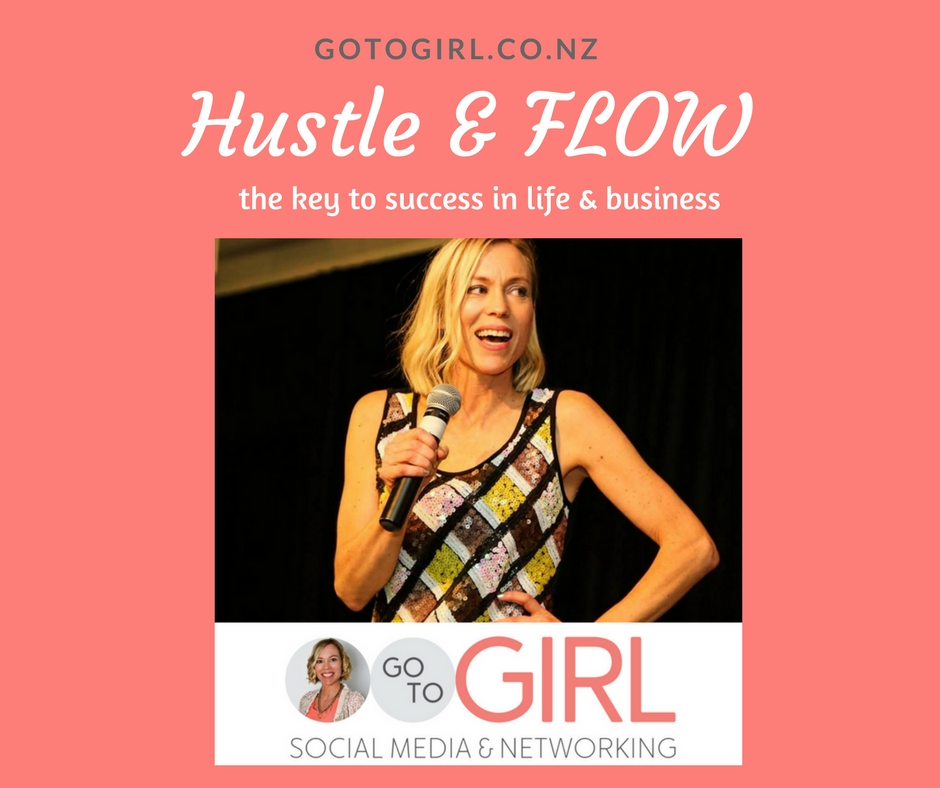 GOTOGIRL.CO.NZ
Hustle & FLOW
the key to success in life & business
GO
TO
GIRL
SOCIAL MEDIA & NETWORKING